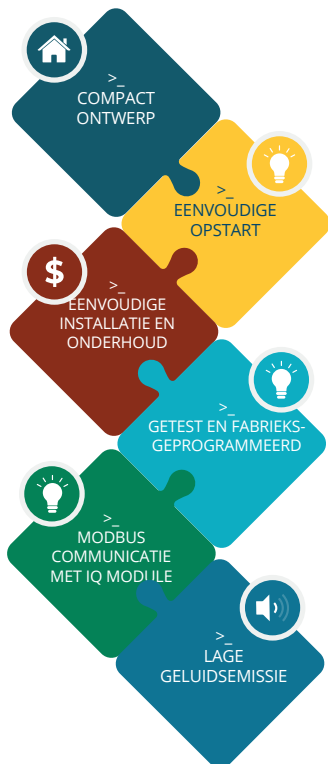 >_
COMPACT
ONTWERP
>_
EENVOUDIGE
OPSTART
$
>_
EENVOUDIGE
INSTALLATIE EN
ONDERHOUD
>_
GETEST EN FABRIEKS-
GEPROGRAMMEERD
>_
MODBUS
COMMUNICATIE
MET IQ MODULE
>_
LAGE
GELUIDSEMISSIE